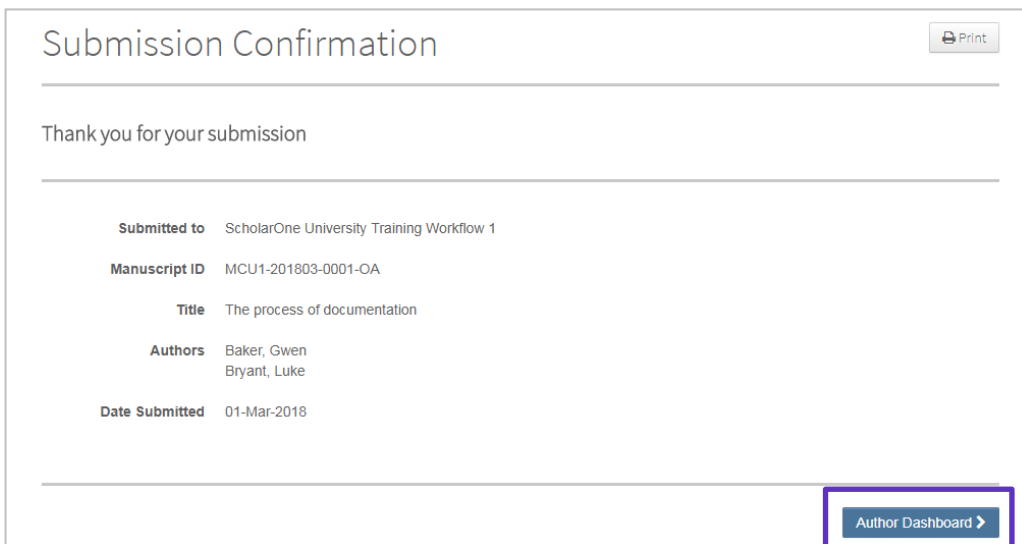 Submission Confirmation
Print
Thank you for your submission
Submitted to ScholarOne University Training Workflow 1
Manuscript ID MCU1-201803-0001-OA
Title The process of documentation
Authors Baker, Gwen
Bryant, Luke
Date Submitted 01-Mar-2018
Author Dashboard